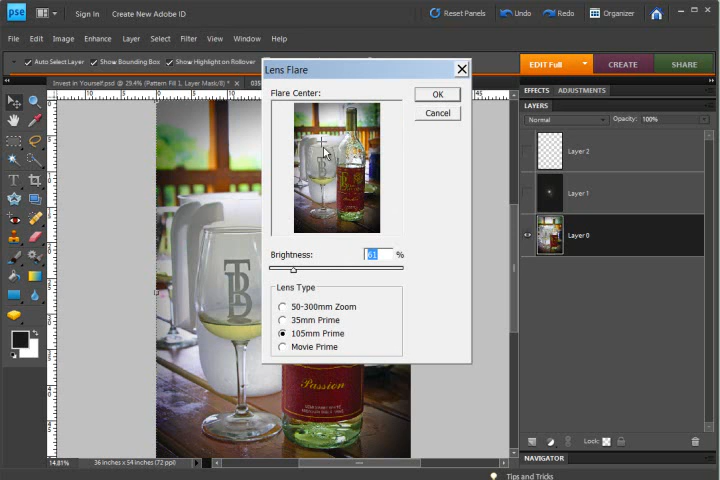 pse
Sign In
Create New Adobe ID
Reset Panels
Undo
Redo
Organizer
File Edit Image Enhance Layer Select Filter View Window Help
Auto Select Layer
Show Bounding Box
Show Highlight on Rollover
EDIT Full
CREATE
SHARE
Invest in Yourself.psd @ 29.4% (Pattern Fill 1, Layer Mask/8) * ×
EFFECTS ADJUSTMENTS
LAYERS
Normal
Opacity: 100%
Layer 2
Layer 1
Layer 0
Lens Flare
Flare Center:
OK
Cancel
Brightness: 61 %
Lens Type
50-300mm Zoom
35mm Prime
105mm Prime
Movie Prime
TB
Passion
Lock:
NAVIGATOR
14.81%
36 inches x 54 inches (72 ppi)
Tips and Tricks